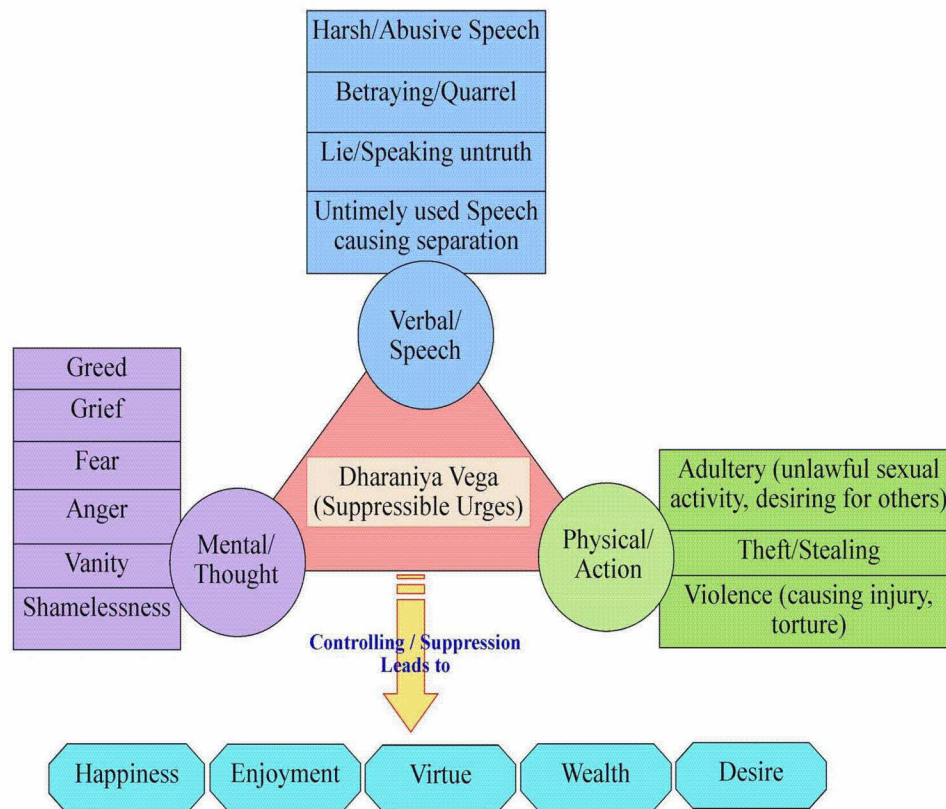 Harsh/Abusive Speech
Betraying/Quarrel
Lie/Speaking untruth
Untimely used Speech
causing separation
Verbal/
Speech
Greed
Grief
Fear
Anger
Vanity
Shamelessness
Mental/
Thought
Dharaniya Vega
(Suppressible Urges)
Physical/
Action
Adultery (unlawful sexual
activity, desiring for others)
Theft/Stealing
Violence (causing injury,
torture)
Controlling / Suppression
Leads to
Happiness
Enjoyment
Virtue
Wealth
Desire